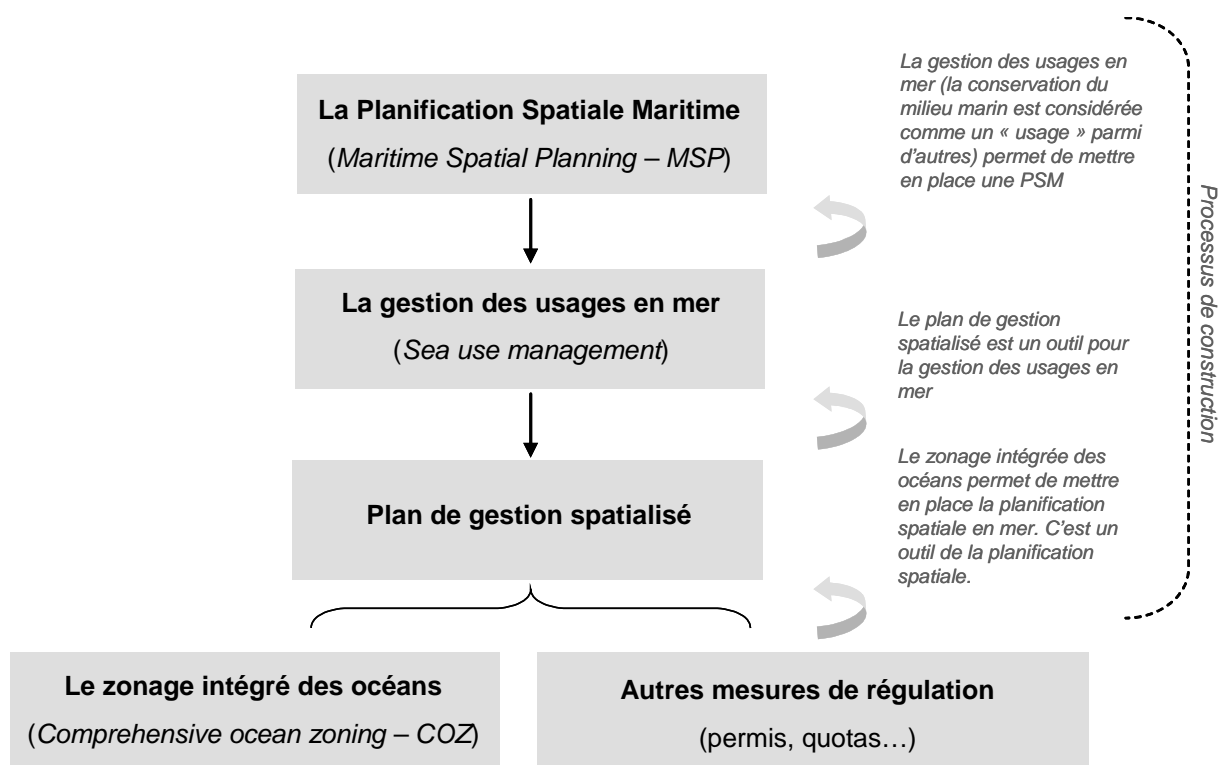 La Planification Spatiale Maritime
(Maritime Spatial Planning – MSP)
La gestion des usages en
mer (la conservation du
milieu marin est considérée
comme un « usage » parmi
d'autres) permet de mettre
en place une PSM
La gestion des usages en mer
(Sea use management)
Le plan de gestion
spatialisé est un outil pour
la gestion des usages en
mer
Plan de gestion spatialisé
Le zonage intégrée des
océans permet de mettre
en place la planification
spatiale en mer. C'est un
outil de la planification
spatiale.
Le zonage intégré des océans
(Comprehensive ocean zoning – COZ)
Autres mesures de régulation
(permis, quotas…)
Processus de construction